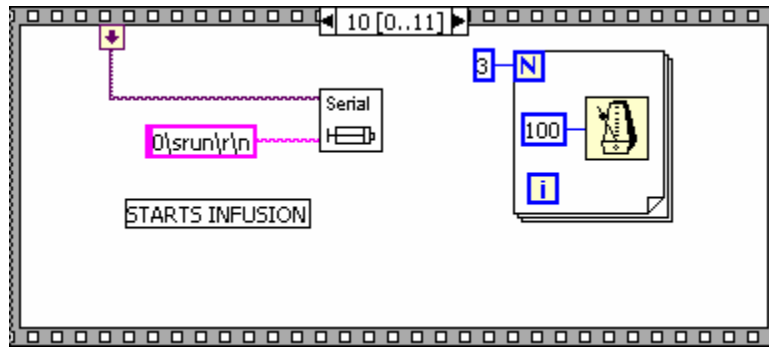 10 [0..11]
3
N
Serial
0\srun\r\n
100
i
STARTS INFUSION